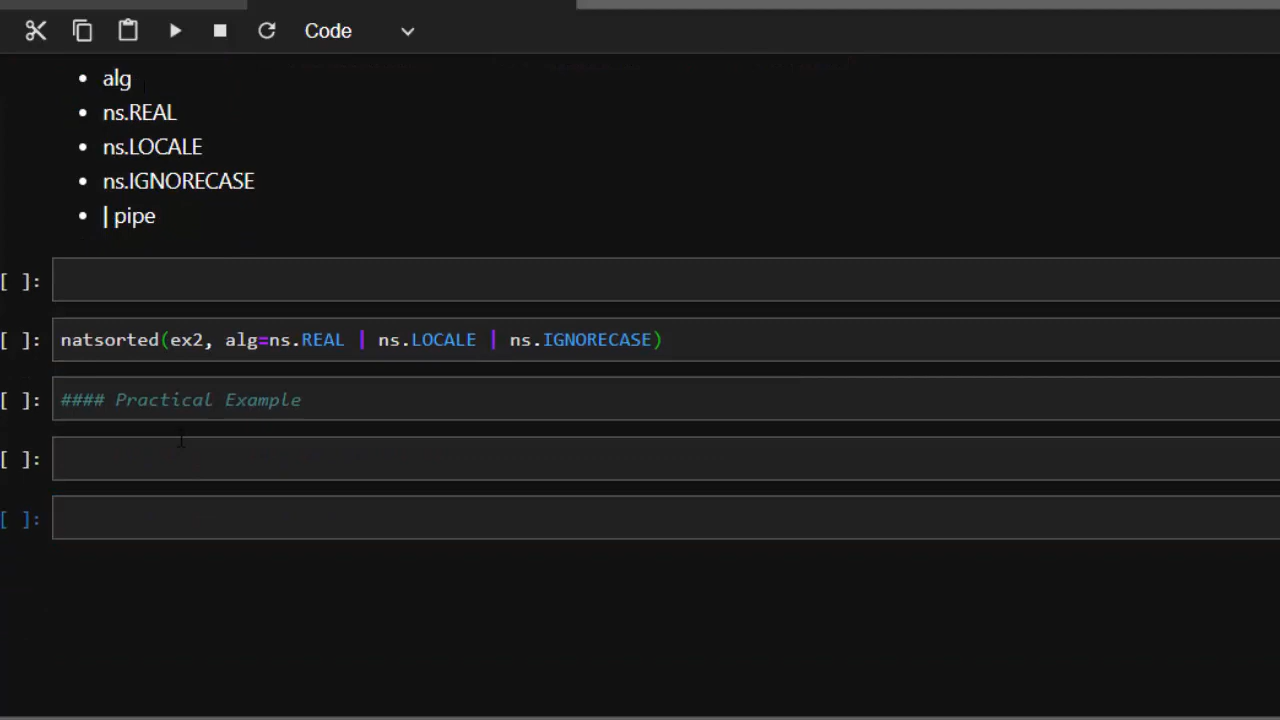 Code
• alg
• ns.REAL
• ns.LOCALE
• ns.IGNORECASE
• | pipe
[ ]:
[ ]: natsorted(ex2, alg=ns.REAL | ns.LOCALE | ns.IGNORECASE)
[ ]: #### Practical Example
[ ]:
[ ]: